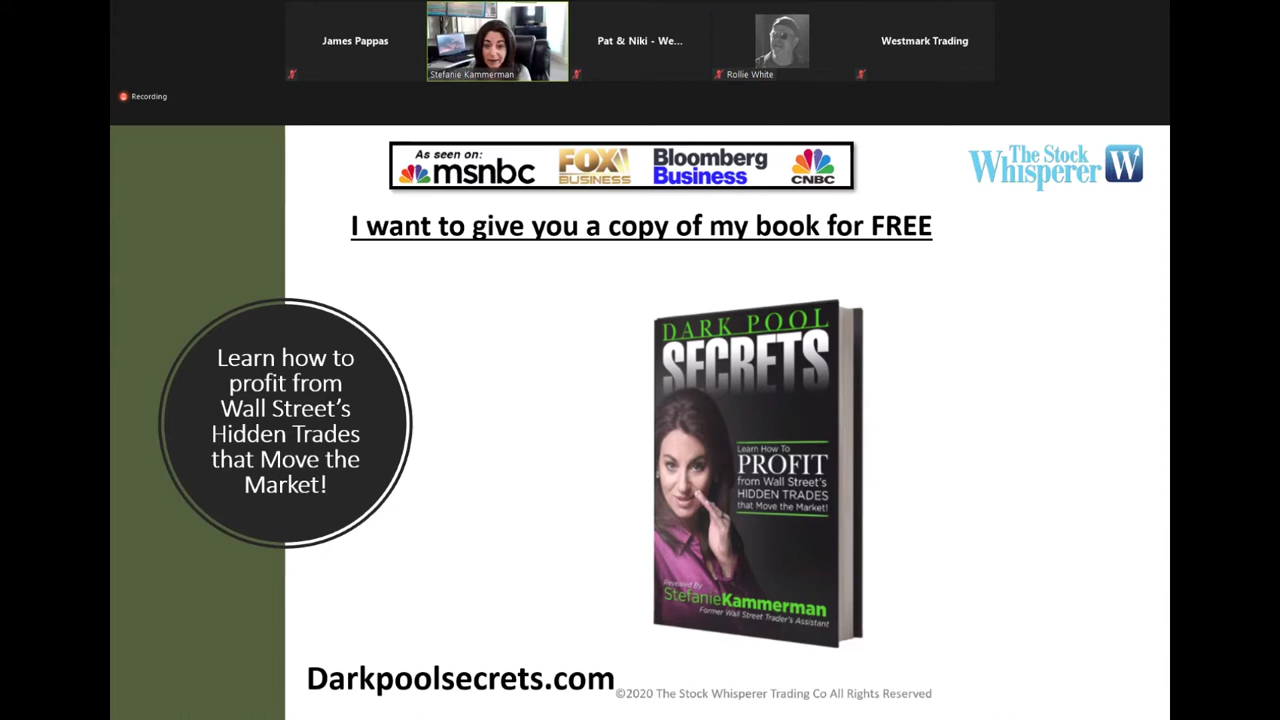 James Pappas
Stefanie Kammerman
Pat & Niki - We...
Rollie White
Westmark Trading
Recording
As seen on:
msnbc
FOX
BUSINESS
Bloomberg
Business
CNBC
The Stock
Whisperer
W
I want to give you a copy of my book for FREE
Learn how to
profit from
Wall Street's
Hidden Trades
that Move the
Market!
DARK POOL
SECRETS
Learn How To
PROFIT
from Wall Street's
HIDDEN TRADES
that Move the Market!
Revealed By
StefanieKammerman
Former Wall Street Trader's Assistant
Darkpoolsecrets.com
©2020 The Stock Whisperer Trading Co All Rights Reserved